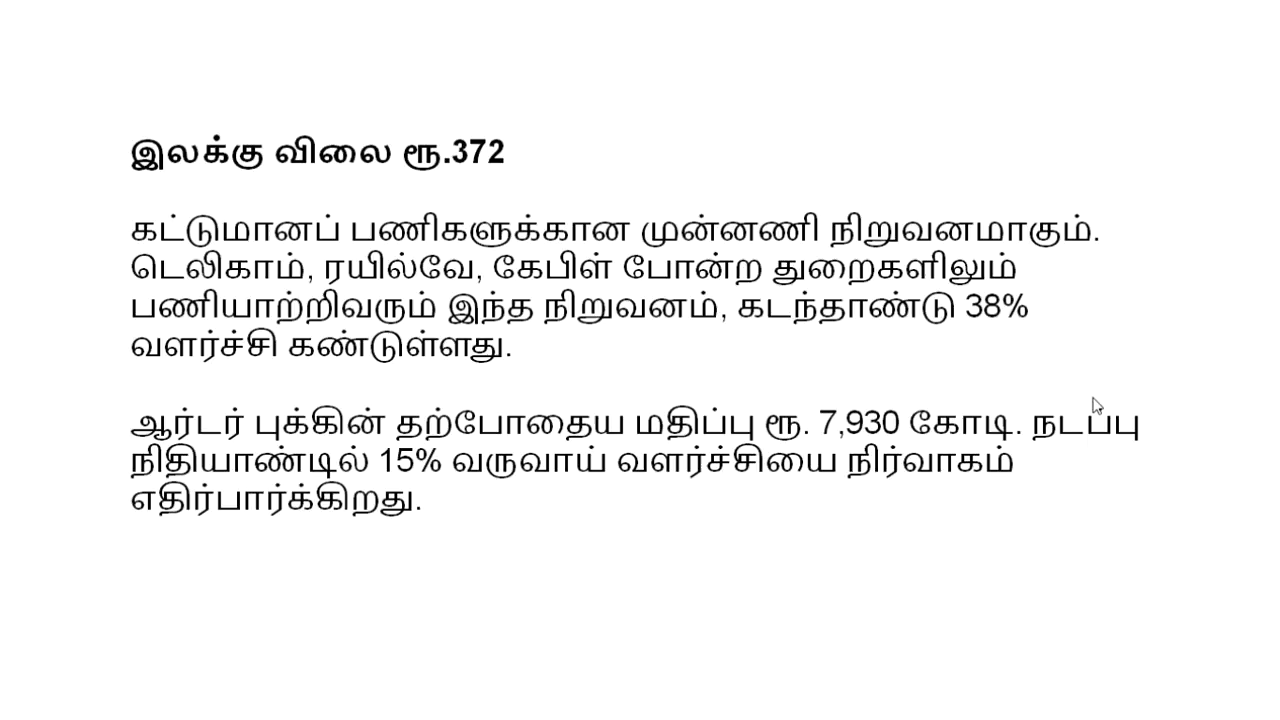 இலக்கு விலை ரூ.372
கட்டுமானப் பணிகளுக்கான முன்னணி நிறுவனமாகும்.
டெலிகாம், ரயில்வே, கேபிள் போன்ற துறைகளிலும்
பணியாற்றிவரும் இந்த நிறுவனம், கடந்தாண்டு 38%
வளர்ச்சி கண்டுள்ளது.
ஆர்டர் புக்கின் தற்போதைய மதிப்பு ரூ. 7,930 கோடி. நடப்பு
நிதியாண்டில் 15% வருவாய் வளர்ச்சியை நிர்வாகம்
எதிர்பார்க்கிறது.